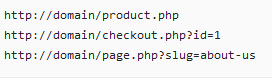 http://domain/product.php
http://domain/checkout.php?id=1
http://domain/page.php?slug=about-us